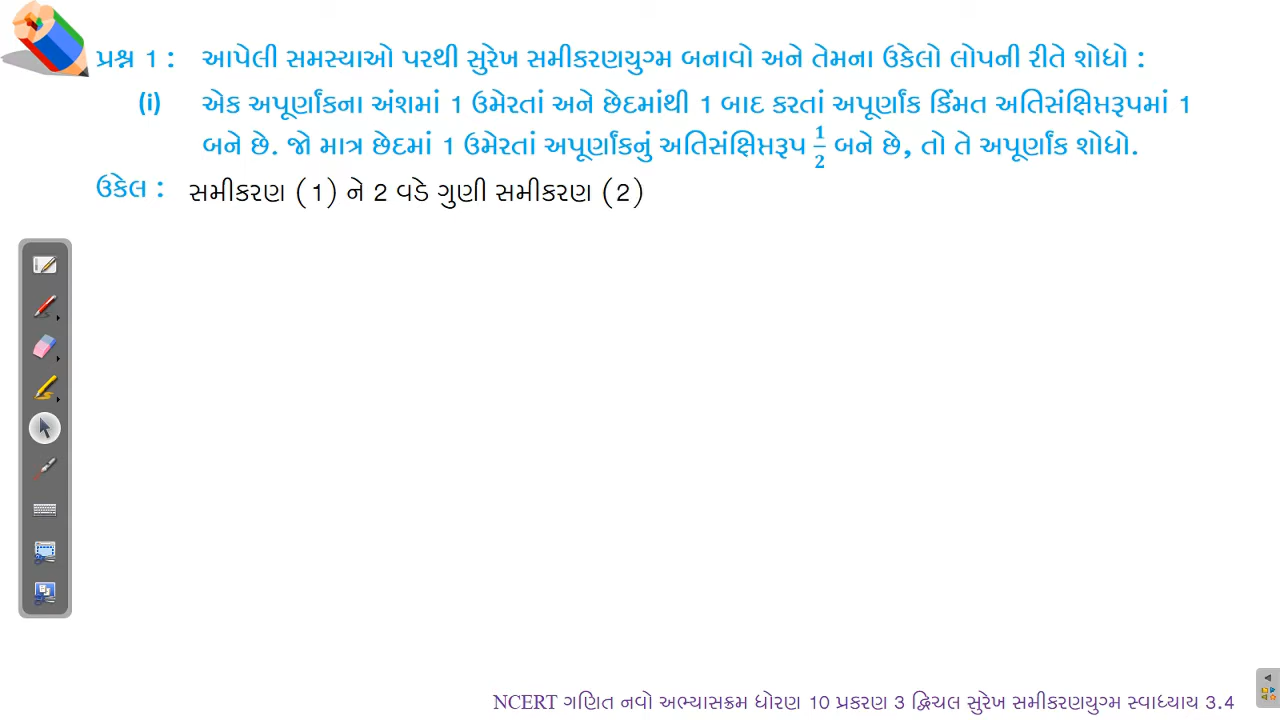 પ્રશ્ન 1 : આપેલી સમસ્યાઓ પરથી સુરેખ સમીકરણયુગ્મ બનાવો અને તેમના ઉકેલો લોપની રીતે શોધો :
(i) એક અપૂર્ણાંકના અંશમાં 1 ઉમેરતાં અને છેદમાંથી 1 બાદ કરતાં અપૂર્ણાંક કિંમત અતિસંક્ષિપ્તરૂપમાં 1
બને છે. જો માત્ર છેદમાં 1 ઉમેરતાં અપૂર્ણાંકનું અતિસંક્ષિપ્તરૂપ 1/2 બને છે, તો તે અપૂર્ણાંક શોધો.
ઉકેલ : સમીકરણ (1) ને 2 વડે ગુણી સમીકરણ (2)
NCERT ગણિત નવો અભ્યાસક્રમ ધોરણ 10 પ્રકરણ 3 દ્વિચલ સુરેખ સમીકરણયુગ્મ સ્વાધ્યાય 3.4